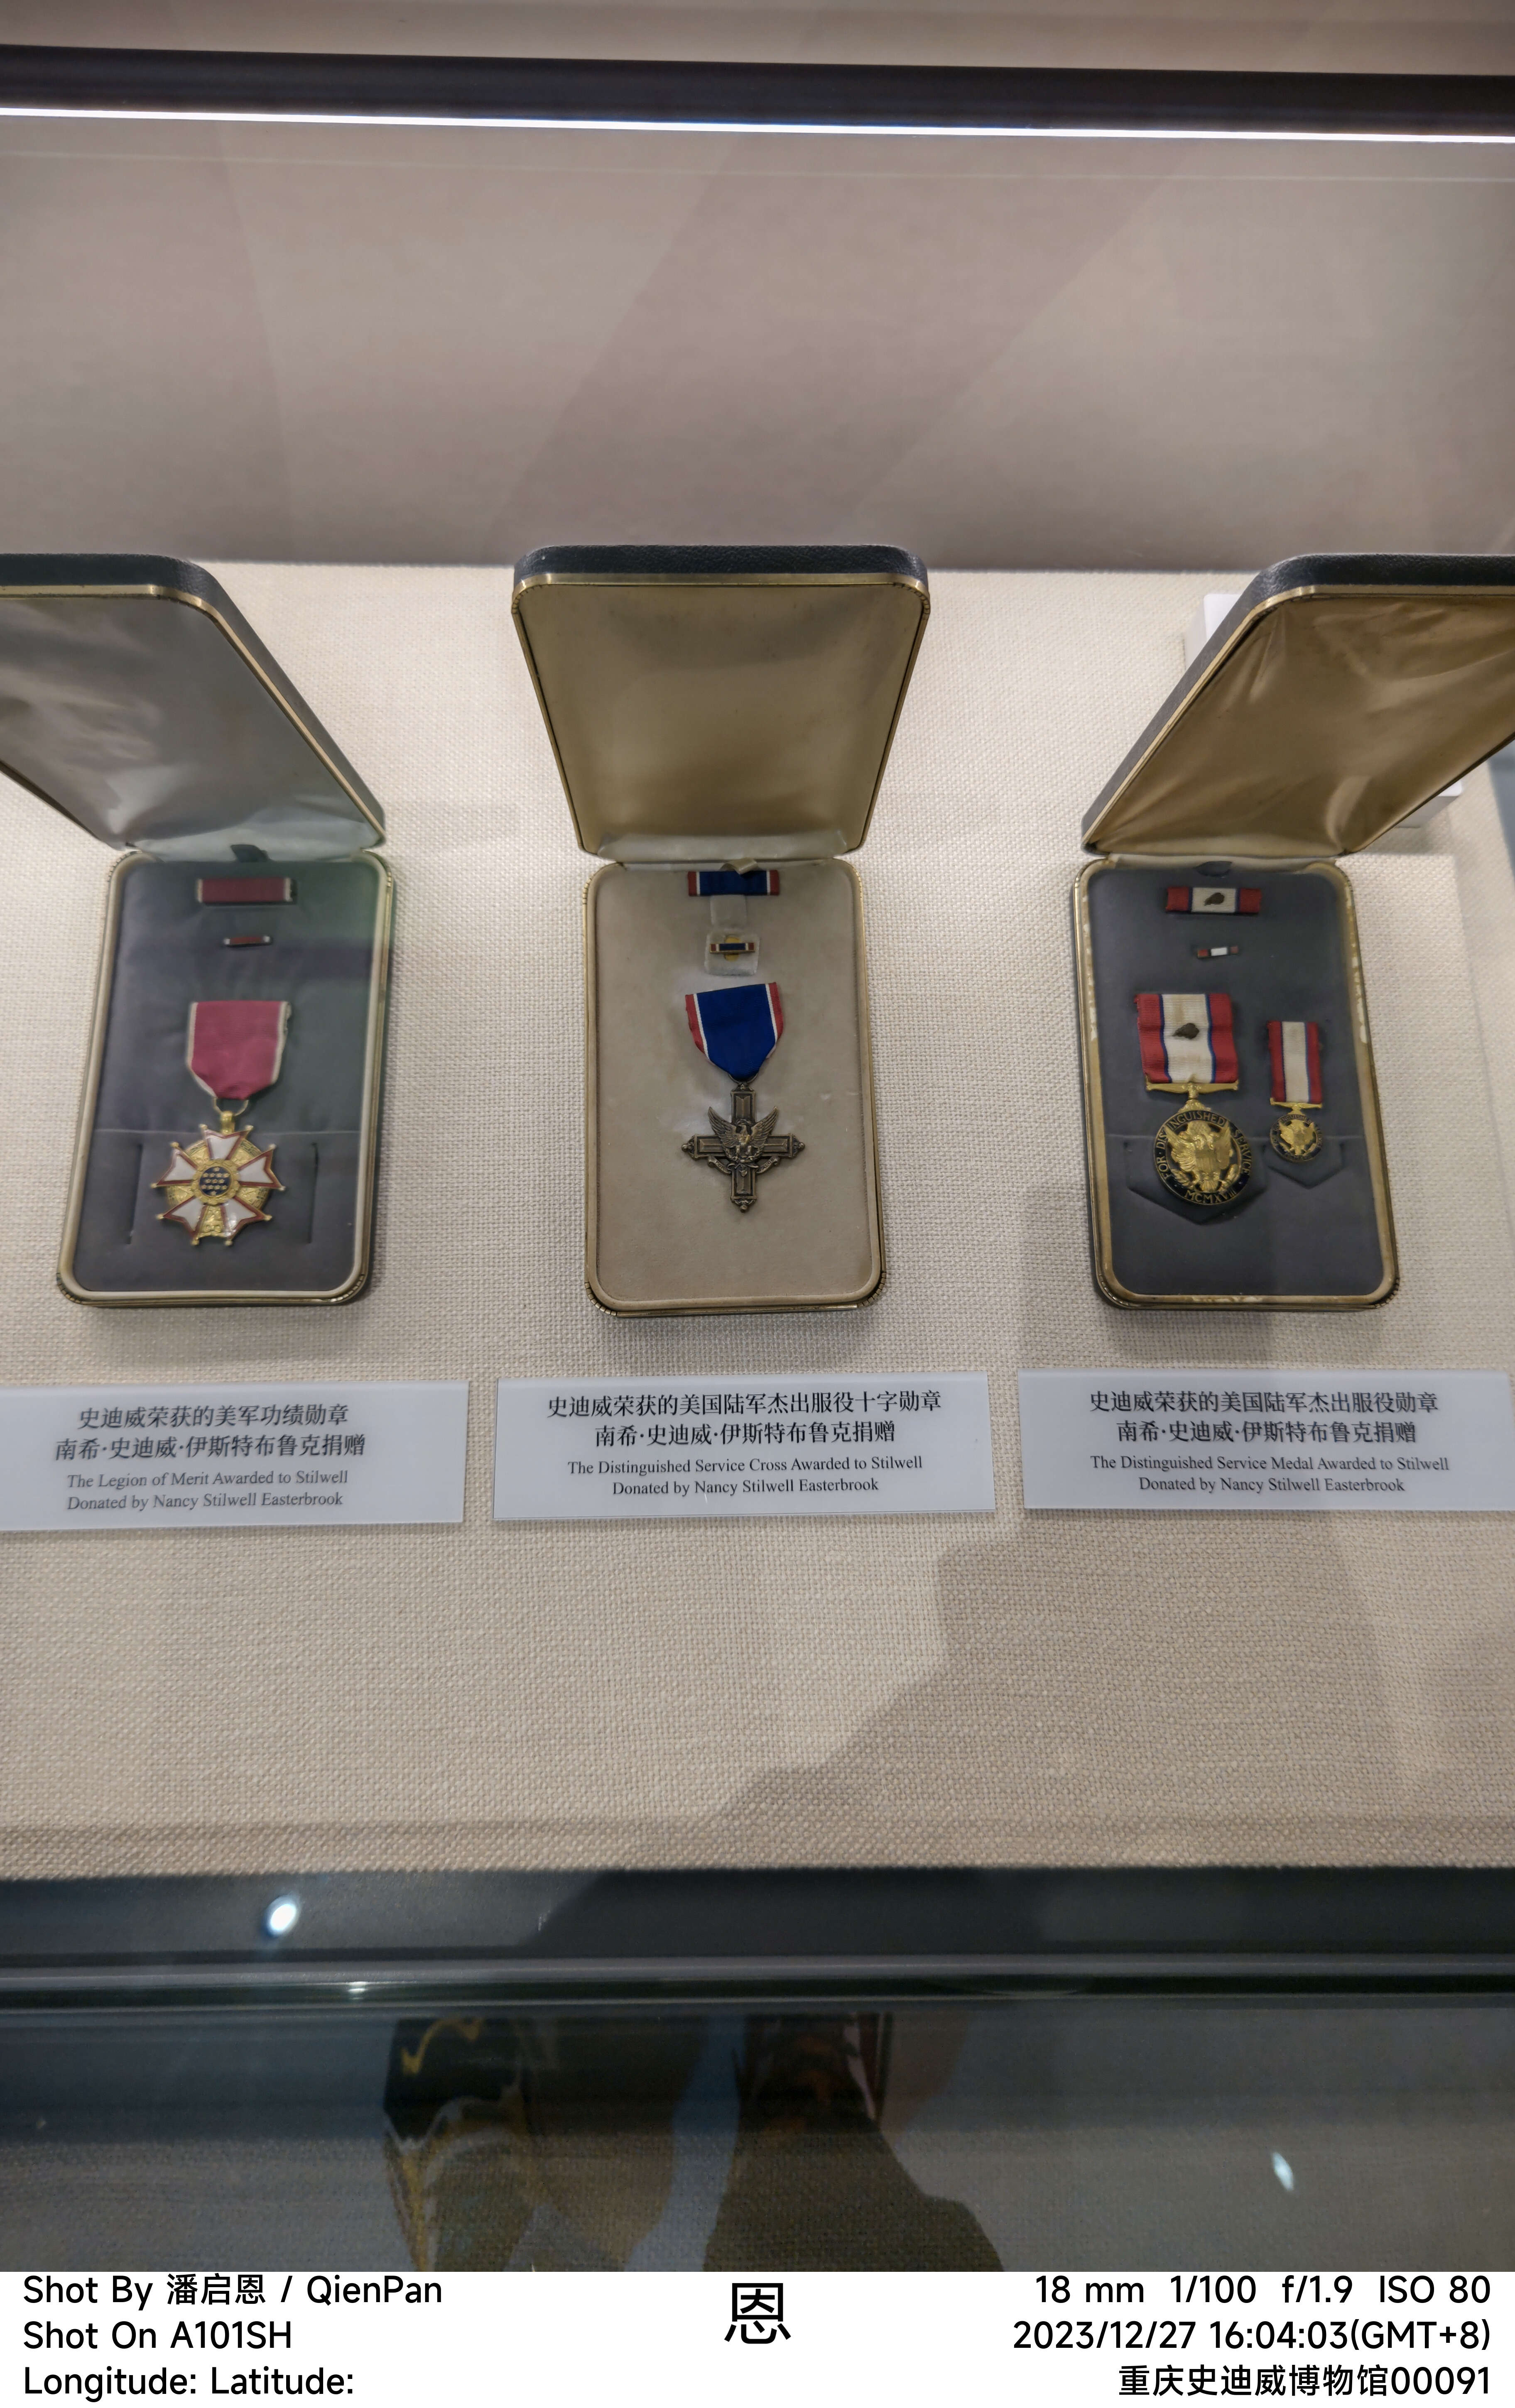 FOR DISTINGUISHED SERVICE
MCMXVIII
史迪威荣获的美军功绩勋章
南希·史迪威·伊斯特布鲁克捐赠
The Legion of Merit Awarded to Stilwell
Donated by Nancy Stilwell Easterbrook
史迪威荣获的美国陆军杰出服役十字勋章
南希·史迪威·伊斯特布鲁克捐赠
The Distinguished Service Cross Awarded to Stilwell
Donated by Nancy Stilwell Easterbrook
史迪威荣获的美国陆军杰出服役勋章
南希·史迪威·伊斯特布鲁克捐赠
The Distinguished Service Medal Awarded to Stilwell
Donated by Nancy Stilwell Easterbrook
Shot By 潘启恩 / QienPan
Shot On A101SH
Longitude: Latitude:
恩
18 mm 1/100 f/1.9 ISO 80
2023/12/27 16:04:03(GMT+8)
重庆史迪威博物馆00091